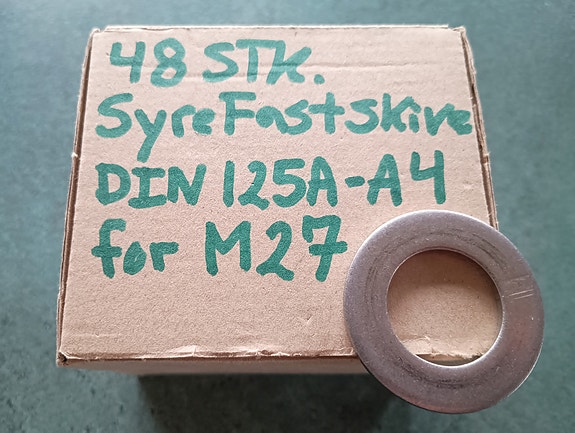 48 STK.
SyreFastskive
DIN 125A-A4
for M27